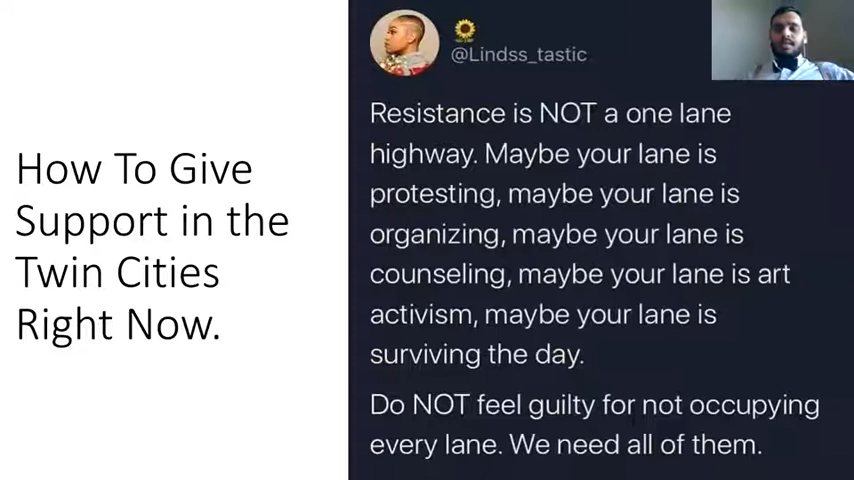 How To Give
Support in the
Twin Cities
Right Now.
@Lindss_tastic
Resistance is NOT a one lane
highway. Maybe your lane is
protesting, maybe your lane is
organizing, maybe your lane is
counseling, maybe your lane is art
activism, maybe your lane is
surviving the day.
Do NOT feel guilty for not occupying
every lane. We need all of them.